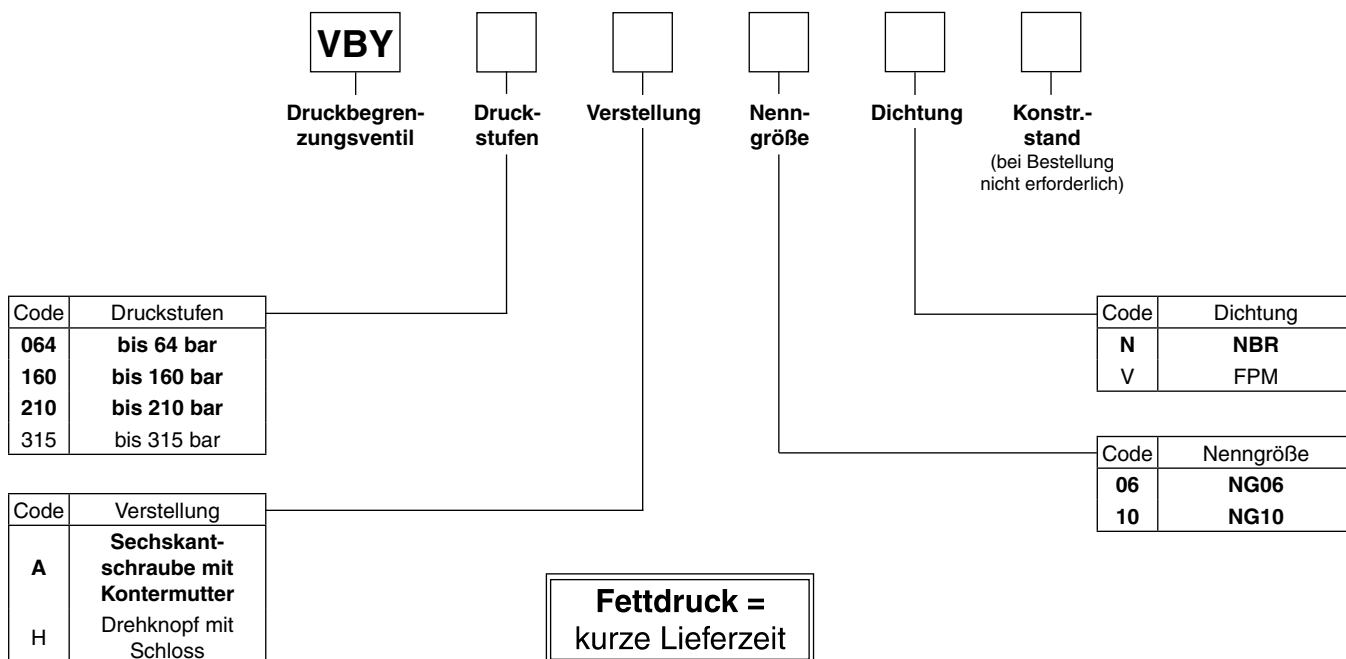 VBY
Druckbegren-
zungsventil
Druck-
stufen
Verstellung
Nenn-
größe
Dichtung
Konstr.-
stand
(bei Bestellung
nicht erforderlich)
Code Druckstufen
064 bis 64 bar
160 bis 160 bar
210 bis 210 bar
315 bis 315 bar
Code Verstellung
A Sechskant-
schraube mit
Kontermutter
H Drehknopf mit
Schloss
Code Dichtung
N NBR
V FPM
Code Nenngröße
06 NG06
10 NG10
Fettdruck =
kurze Lieferzeit